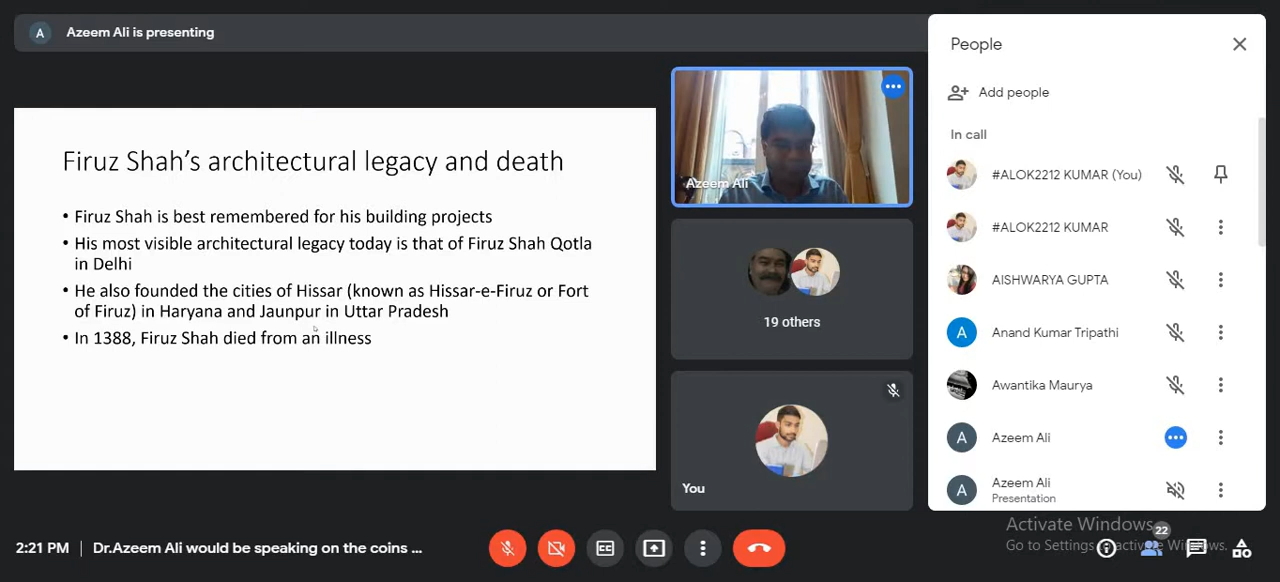 A
Azeem Ali is presenting
Firuz Shah’s architectural legacy and death
• Firuz Shah is best remembered for his building projects
• His most visible architectural legacy today is that of Firuz Shah Qotla
in Delhi
• He also founded the cities of Hissar (known as Hissar-e-Firuz or Fort
of Firuz) in Haryana and Jaunpur in Uttar Pradesh
• In 1388, Firuz Shah died from an illness
Azeem Ali
19 others
You
People
Add people
In call
#ALOK2212 KUMAR (You)
#ALOK2212 KUMAR
AISHWARYA GUPTA
A
Anand Kumar Tripathi
Awantika Maurya
A
Azeem Ali
A
Azeem Ali
Presentation
Activate Windows
Go to Settings to activate Windows.
22
2:21 PM | Dr.Azeem Ali would be speaking on the coins ...
CC